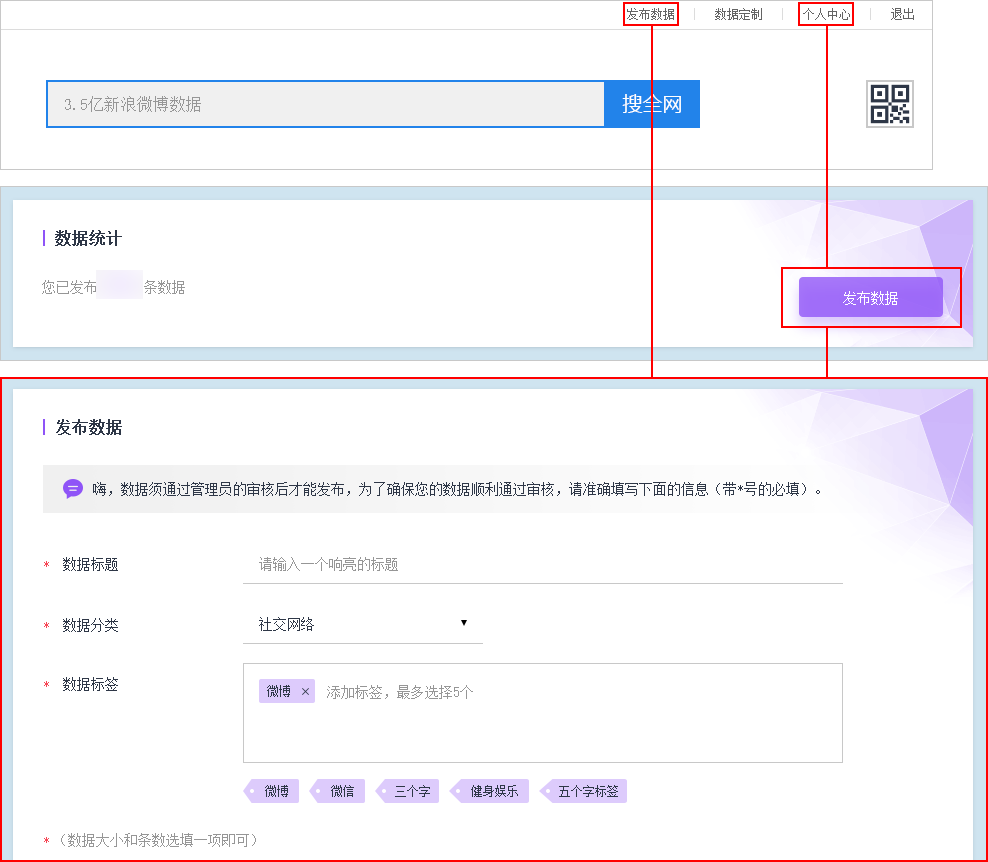 发布数据 数据定制 个人中心 退出
3.5亿新浪微博数据 搜全网
数据统计
您已发布 条数据
发布数据
发布数据
嗨，数据须通过管理员的审核后才能发布，为了确保您的数据顺利通过审核，请准确填写下面的信息（带*号的必填）。
* 数据标题 请输入一个响亮的标题
* 数据分类 社交网络 ▼
* 数据标签 微博 × 添加标签，最多选择5个
微博 微信 三个字 健身娱乐 五个字标签
*（数据大小和条数选填一项即可）